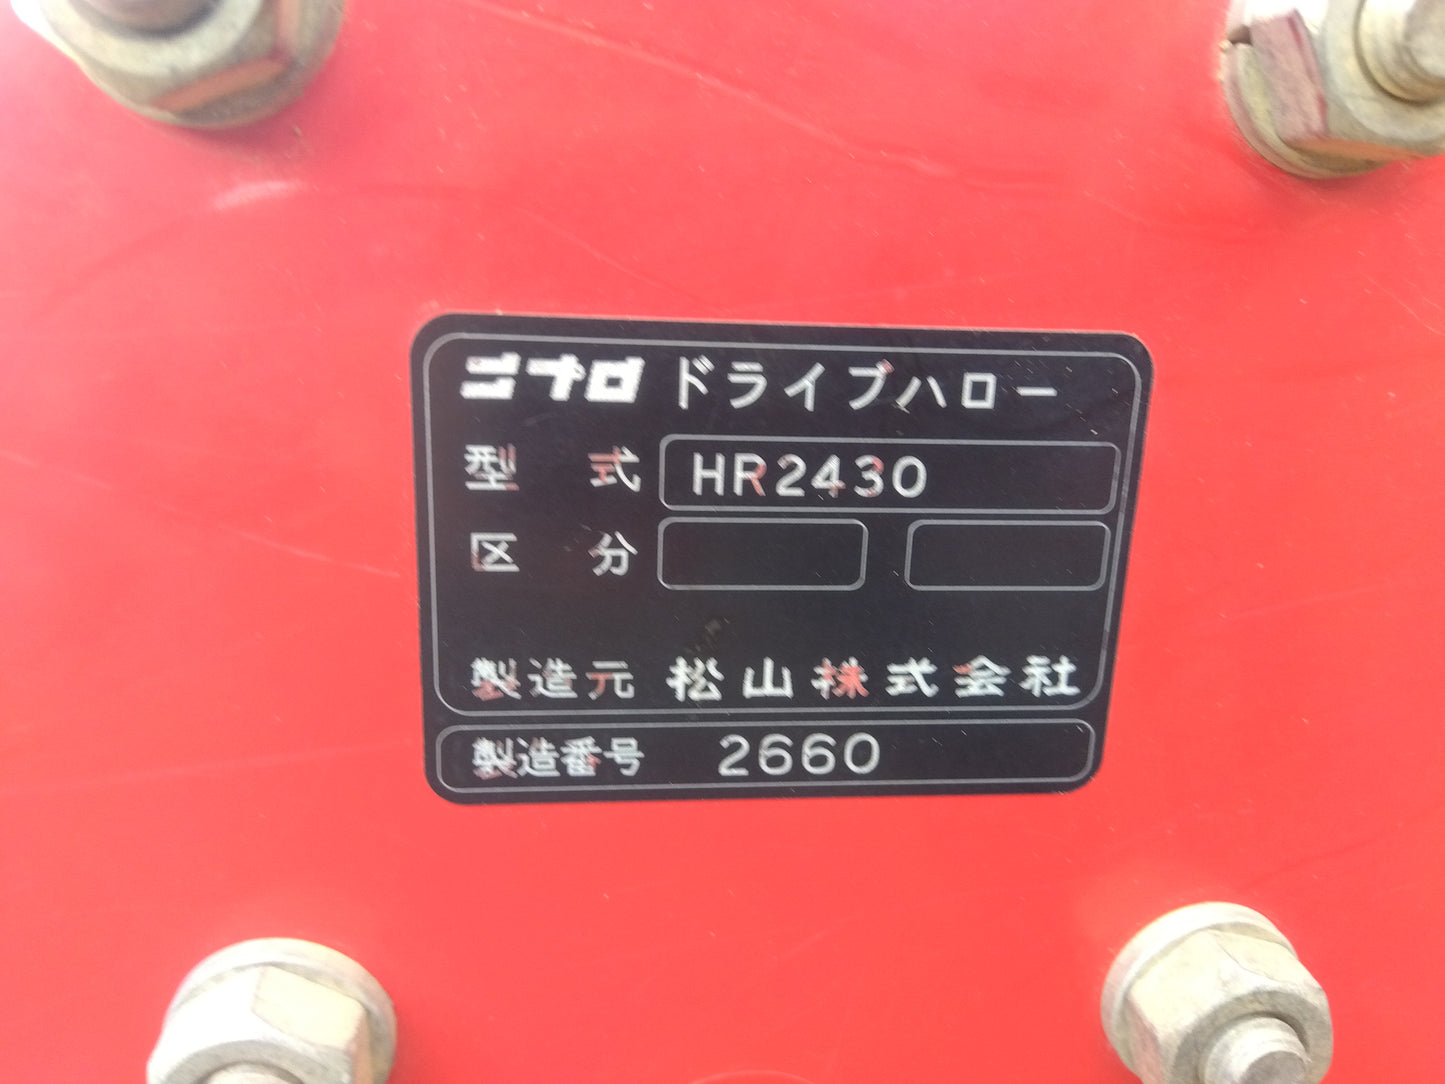 ニプロ ドライブハロー
型式 HR2430
区分
製造元 松山株式会社
製造番号 2660